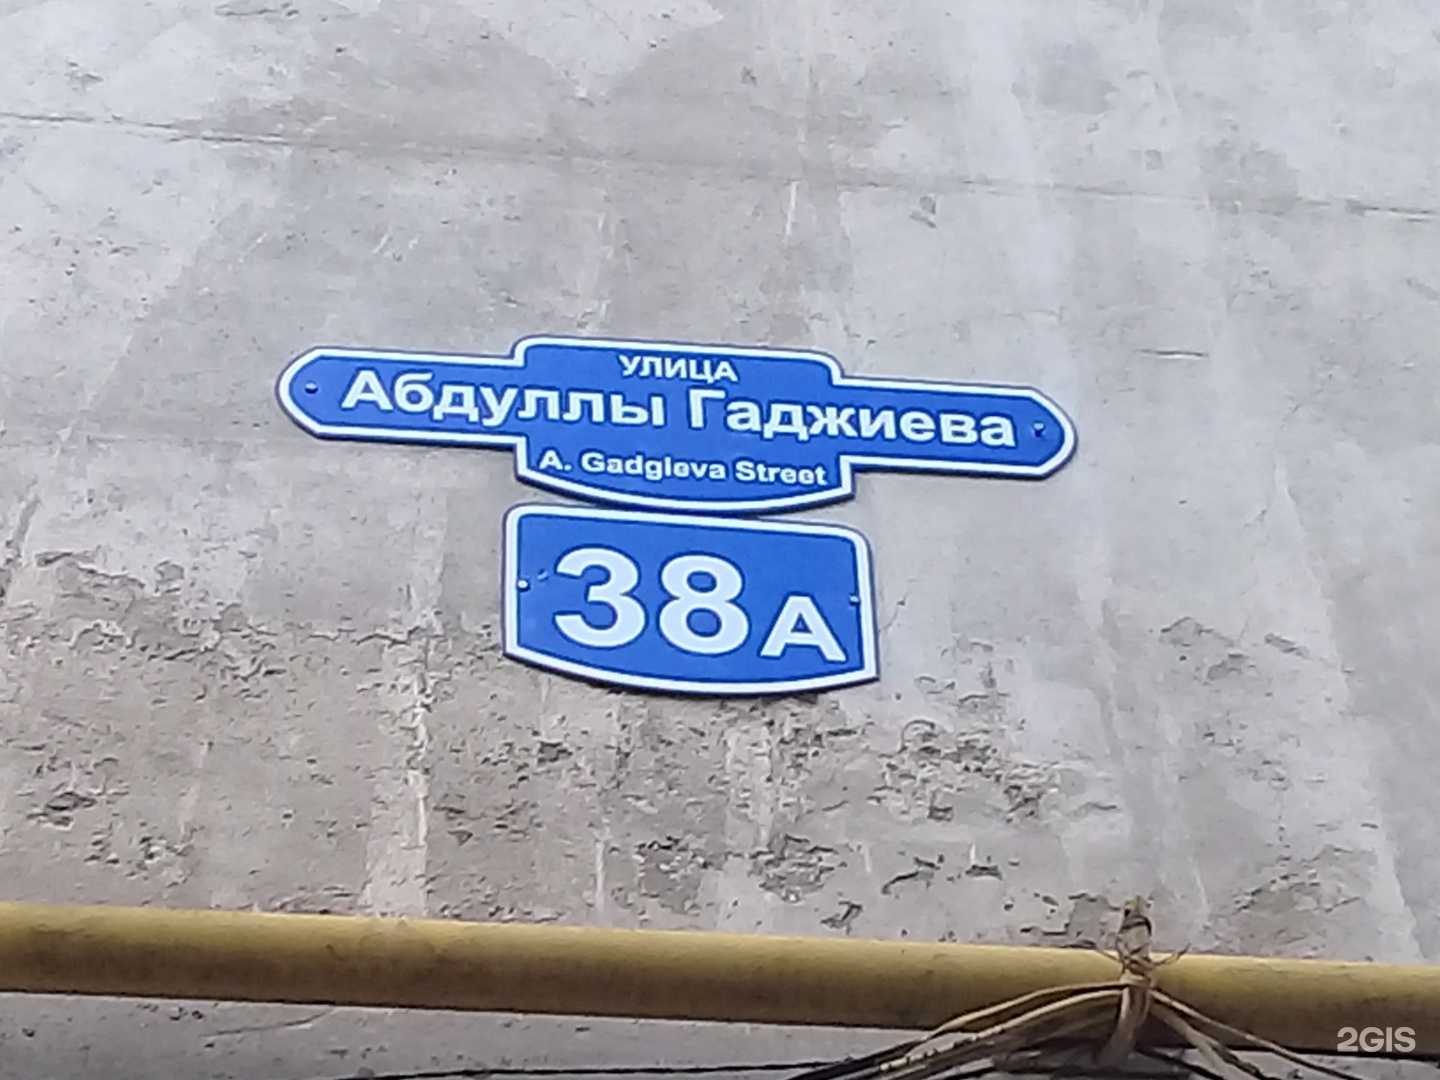 УЛИЦА
Абдуллы Гаджиева
A. Gadgieva Street
38А
2GIS